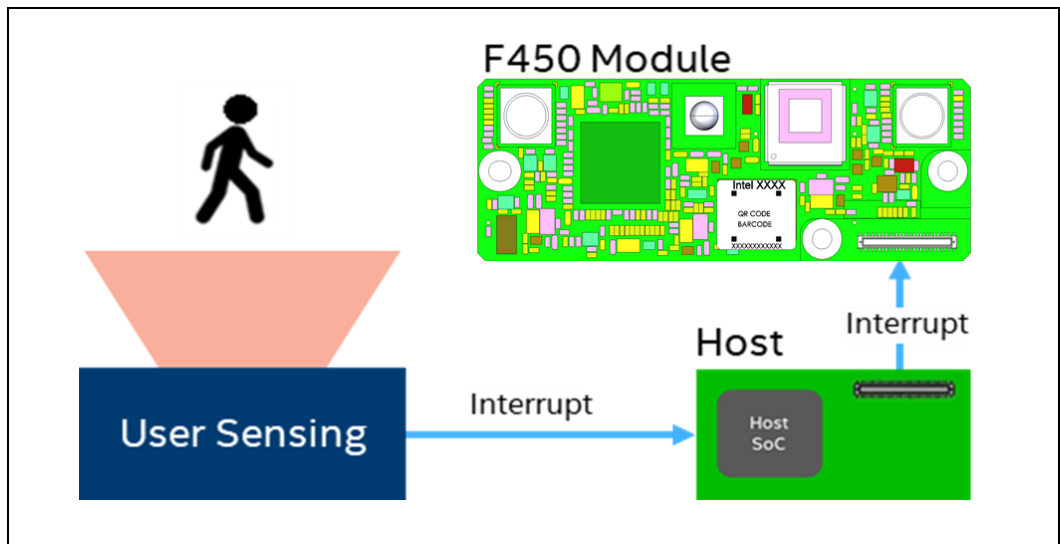 F450 Module
Intel XXXX
QR CODE
BARCODE
XXXXXXXXXXXX
Interrupt
Host
User Sensing
Interrupt
Host
SoC